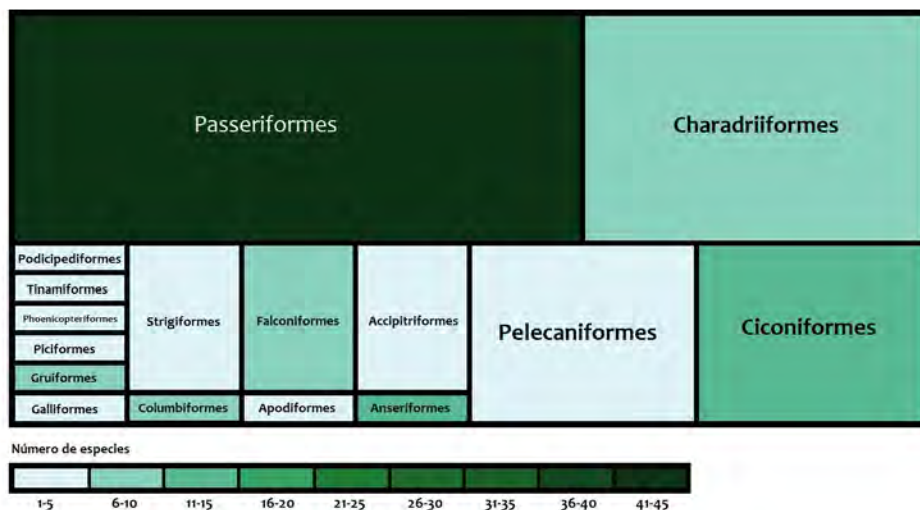 Passeriformes
Charadriiformes
Podicipediformes
Tinamiformes
Phoenicopteriformes
Piciformes
Gruiformes
Galliformes
Strigiformes
Columbiformes
Falconiformes
Apodiformes
Accipitriformes
Anseriformes
Pelecaniformes
Ciconiformes
Número de especies
1-5 6-10 11-15 16-20 21-25 26-30 31-35 36-40 41-45